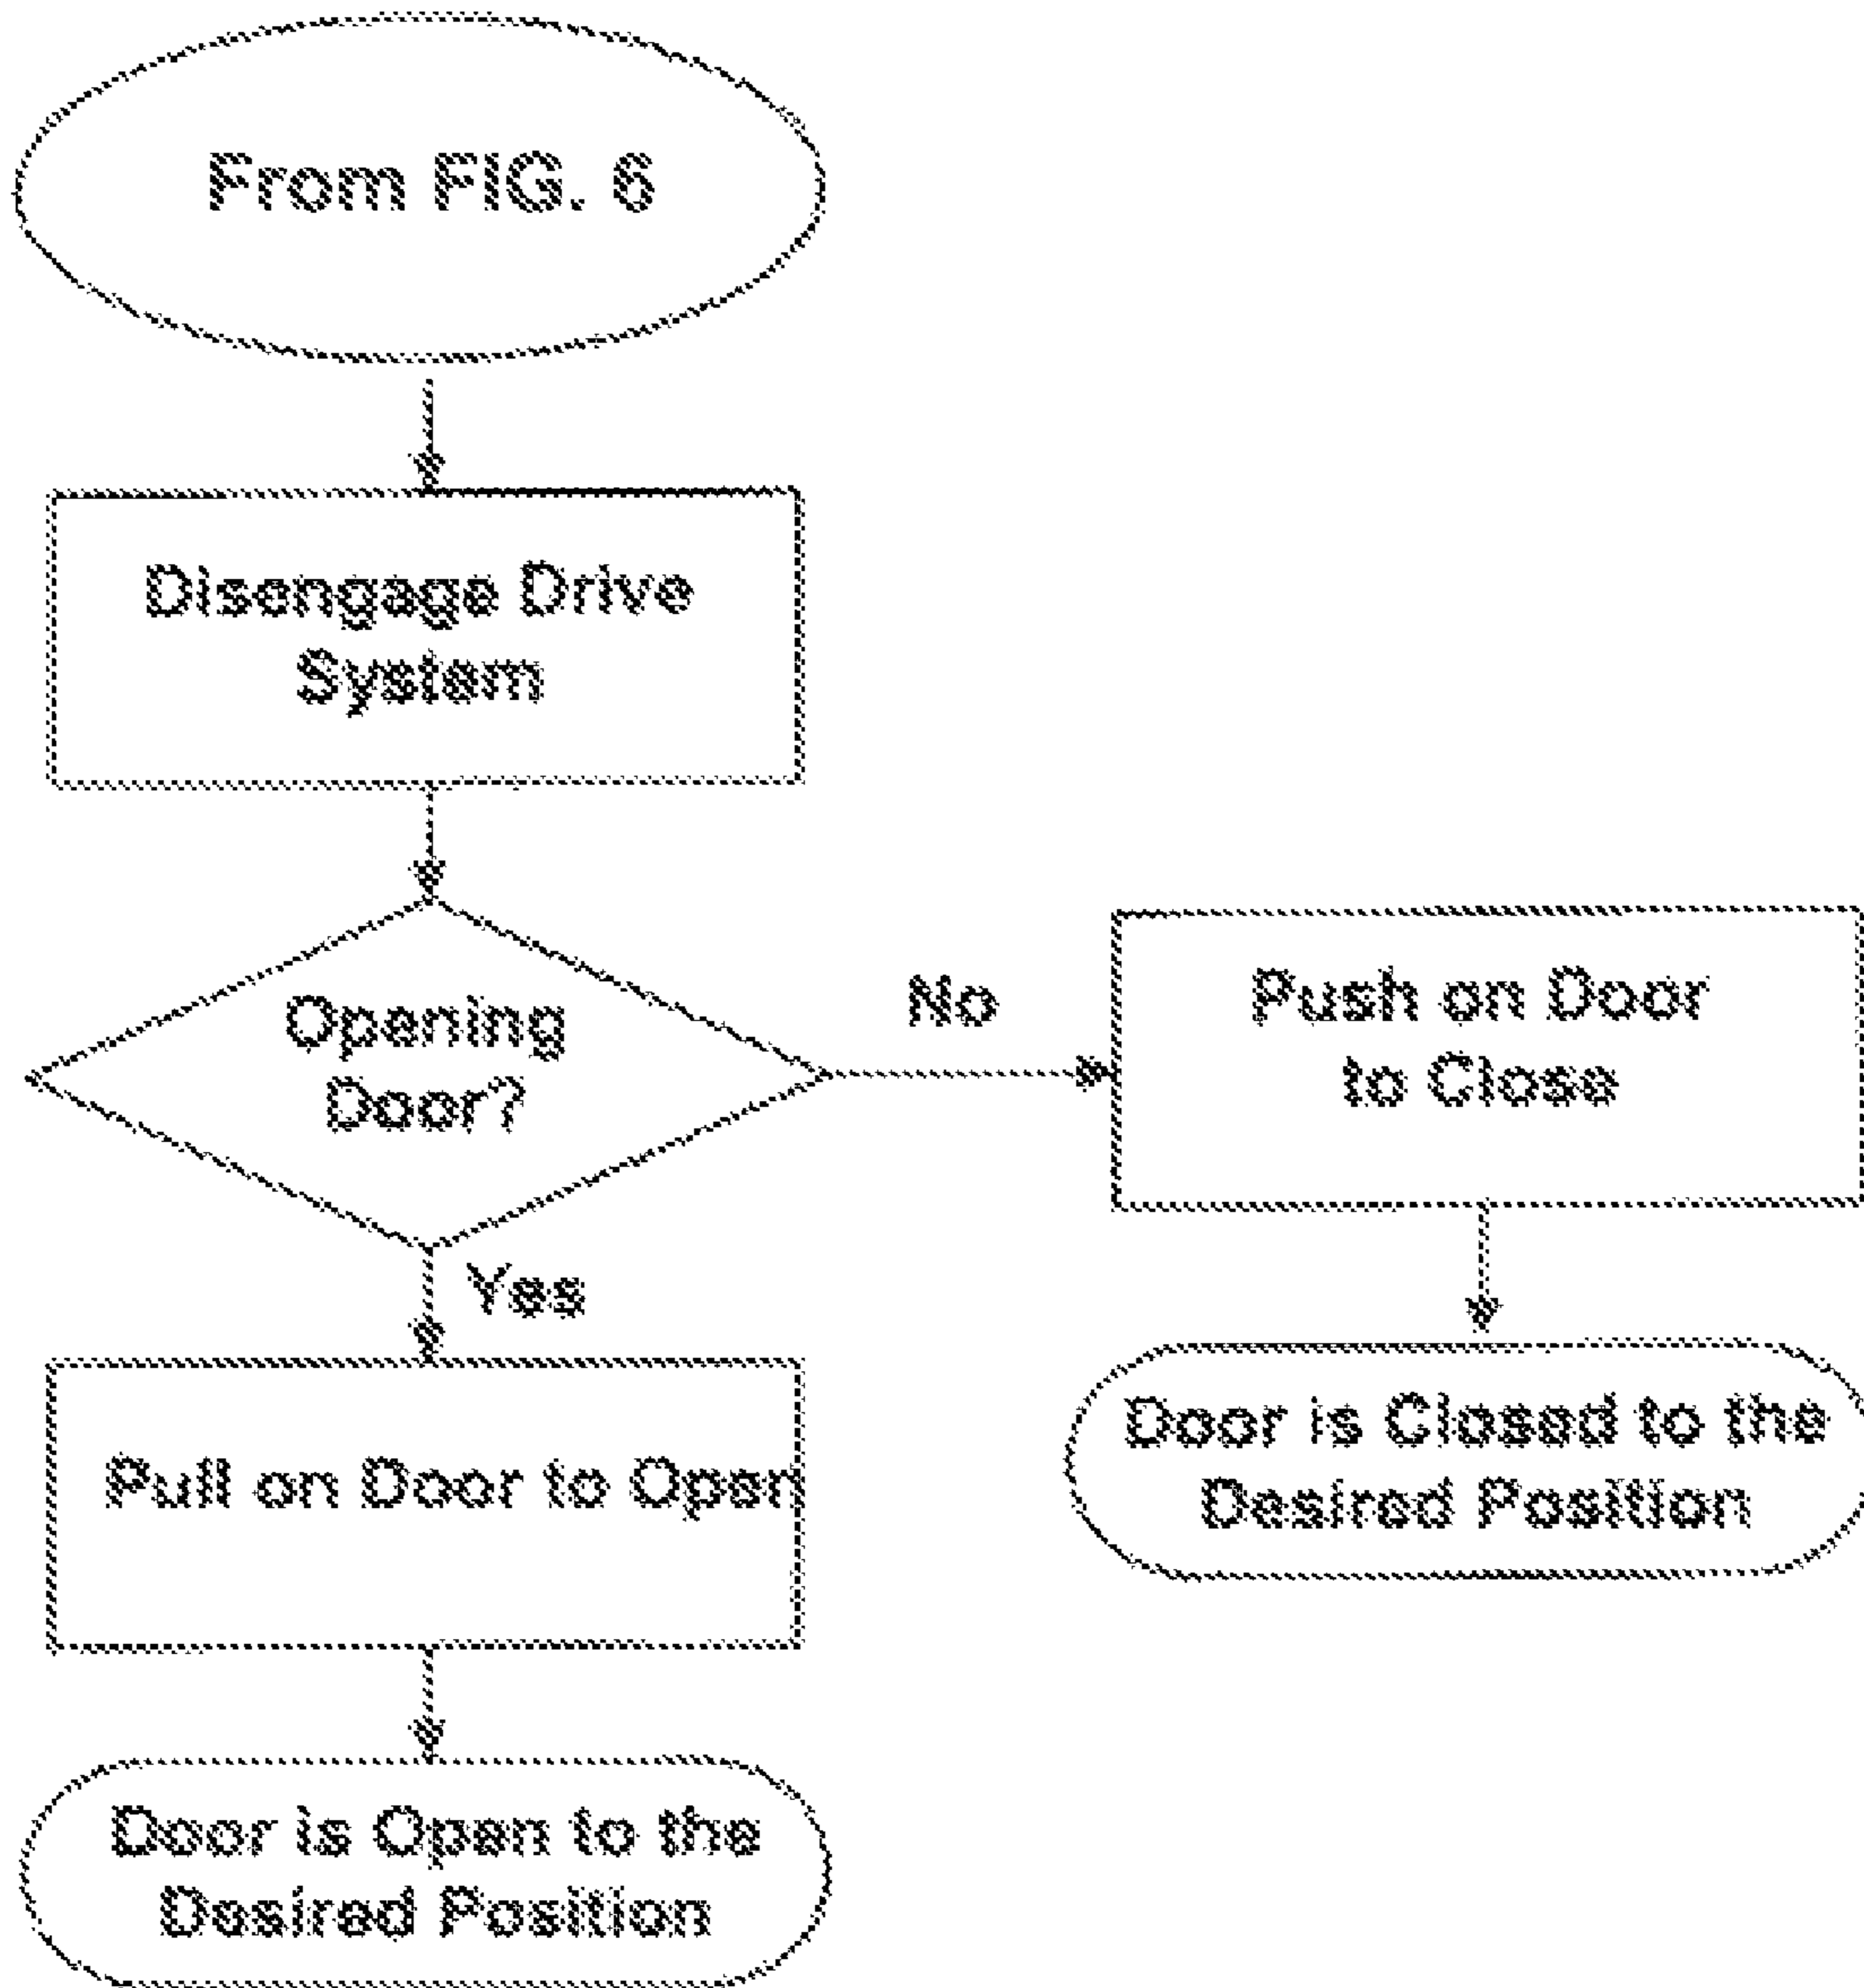 From FIG. 6
Disengage Drive
System
Opening
Door?
No
Push on Door
to Close
Yes
Pull on Door to Open
Door is Closed to the
Desired Position
Door is Open to the
Desired Position